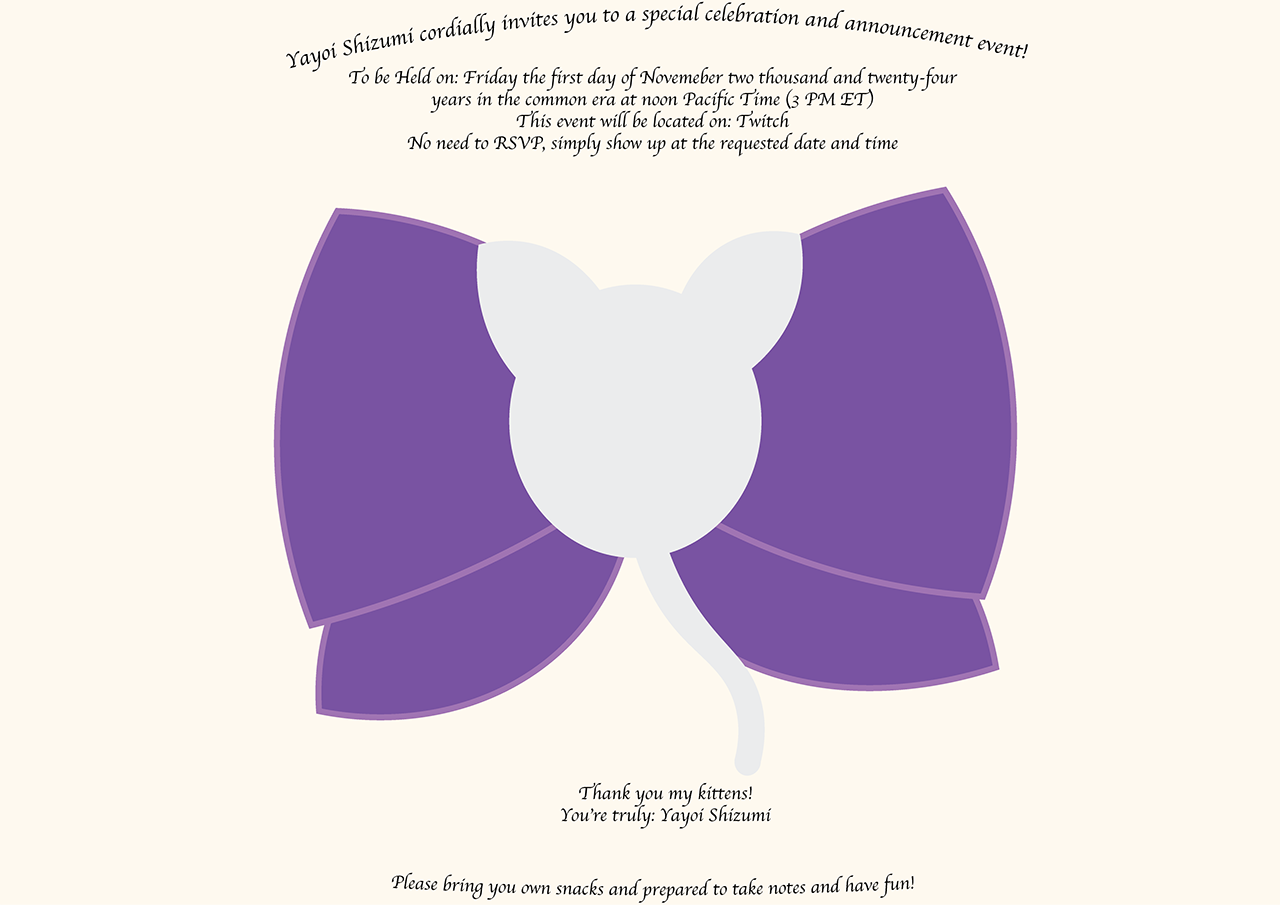 Yayoi Shizumi cordially invites you to a special celebration and announcement event!
To be Held on: Friday the first day of Novemeber two thousand and twenty-four
years in the common era at noon Pacific Time (3 PM ET)
This event will be located on: Twitch
No need to RSVP, simply show up at the requested date and time
Thank you my kittens!
You're truly: Yayoi Shizumi
Please bring you own snacks and prepared to take notes and have fun!